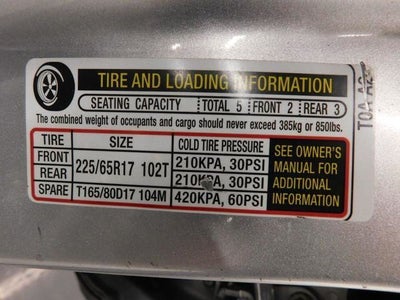 TIRE AND LOADING INFORMATION
SEATING CAPACITY TOTAL 5 FRONT 2 REAR 3
The combined weight of occupants and cargo should never exceed 385kg or 850lbs.
TIRE SIZE COLD TIRE PRESSURE
FRONT 225/65R17 102T 210KPA, 30PSI
REAR 210KPA, 30PSI
SPARE T165/80D17 104M 420KPA, 60PSI
SEE OWNER'S
MANUAL FOR
ADDITIONAL
INFORMATION